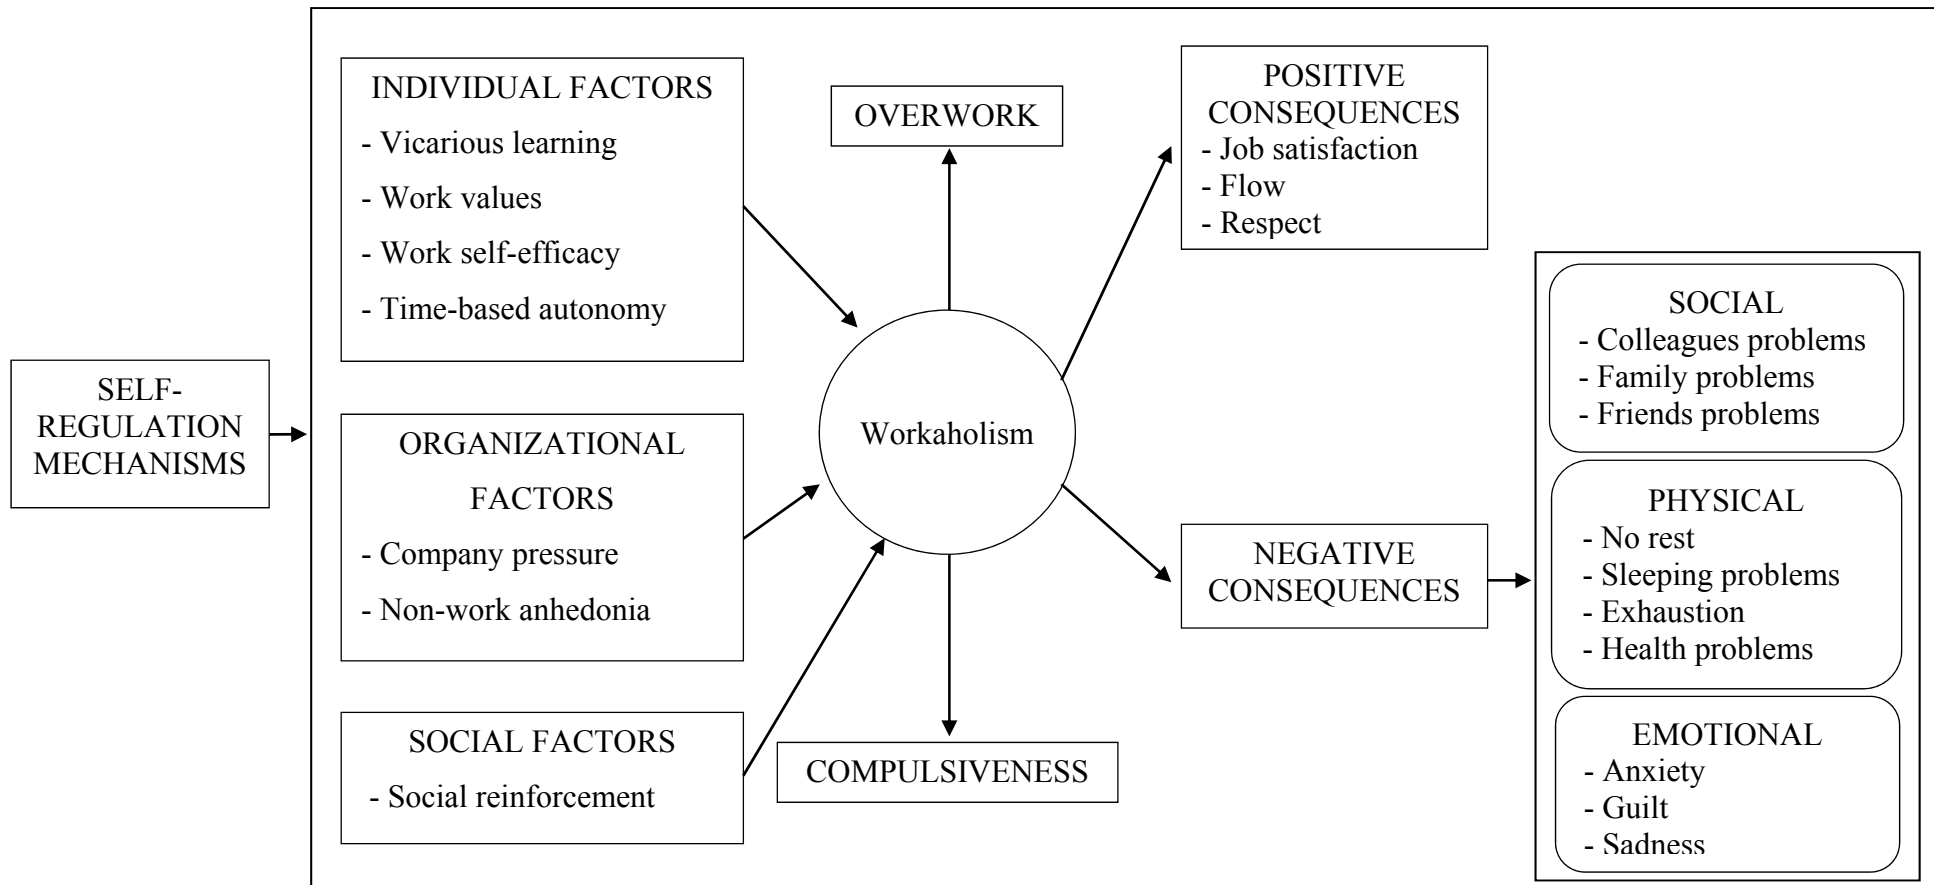 SELF-
REGULATION
MECHANISMS
INDIVIDUAL FACTORS
- Vicarious learning
- Work values
- Work self-efficacy
- Time-based autonomy
ORGANIZATIONAL
FACTORS
- Company pressure
- Non-work anhedonia
SOCIAL FACTORS
- Social reinforcement
OVERWORK
Workaholism
COMPULSIVENESS
POSITIVE
CONSEQUENCES
- Job satisfaction
- Flow
- Respect
NEGATIVE
CONSEQUENCES
SOCIAL
- Colleagues problems
- Family problems
- Friends problems
PHYSICAL
- No rest
- Sleeping problems
- Exhaustion
- Health problems
EMOTIONAL
- Anxiety
- Guilt
- Sadness